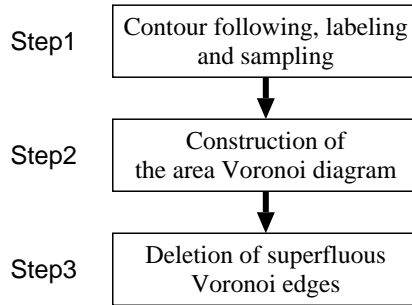 Step1
Contour following, labeling
and sampling
Step2
Construction of
the area Voronoi diagram
Step3
Deletion of superfluous
Voronoi edges